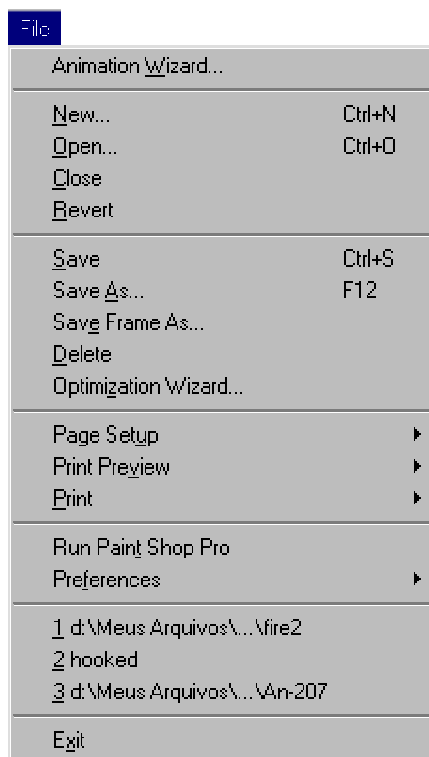 File
Animation Wizard...
New... Ctrl+N
Open... Ctrl+O
Close
Revert
Save Ctrl+S
Save As... F12
Save Frame As...
Delete
Optimization Wizard...
Page Setup
Print Preview
Print
Run Paint Shop Pro
Preferences
1 d:\Meus Arquivos\...\fire2
2 hooked
3 d:\Meus Arquivos\...\An-207
Exit